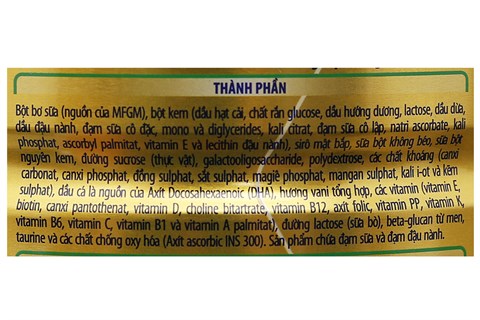 THÀNH PHẦN
Bột bơ sữa (nguồn của MFGM), bột kem (dầu hạt cải, chất rắn glucose, dầu hướng dương, lactose, dầu dừa,
dầu đậu nành, đạm sữa cô đặc, mono và diglycerides, kali citrat, đạm sữa cô lập, natri ascorbate, kali
phosphat, ascorbyl palmitat, vitamin E và lecithin đậu nành), sirô mật bắp, sữa bột không béo, sữa bột
nguyên kem, đường sucrose (thực vật), galactooligosaccharide, polydextrose, các chất khoáng (canxi
carbonat, canxi phosphat, đồng sulphat, sắt sulphat, magiê phosphat, mangan sulphat, kali i-ot và kẽm
sulphat), dầu cá là nguồn của Axít Docosahexaenoic (DHA), hương vani tổng hợp, các vitamin (vitamin E,
biotin, canxi pantothenat, vitamin D, choline bitartrate, vitamin B12, axít folic, vitamin PP, vitamin K,
vitamin B6, vitamin C, vitamin B1 và vitamin A palmitat), đường lactose (sữa bò), beta-glucan từ men,
taurine và các chất chống oxy hóa (Axít ascorbic INS 300). Sản phẩm chứa đạm sữa và đạm đậu nành.